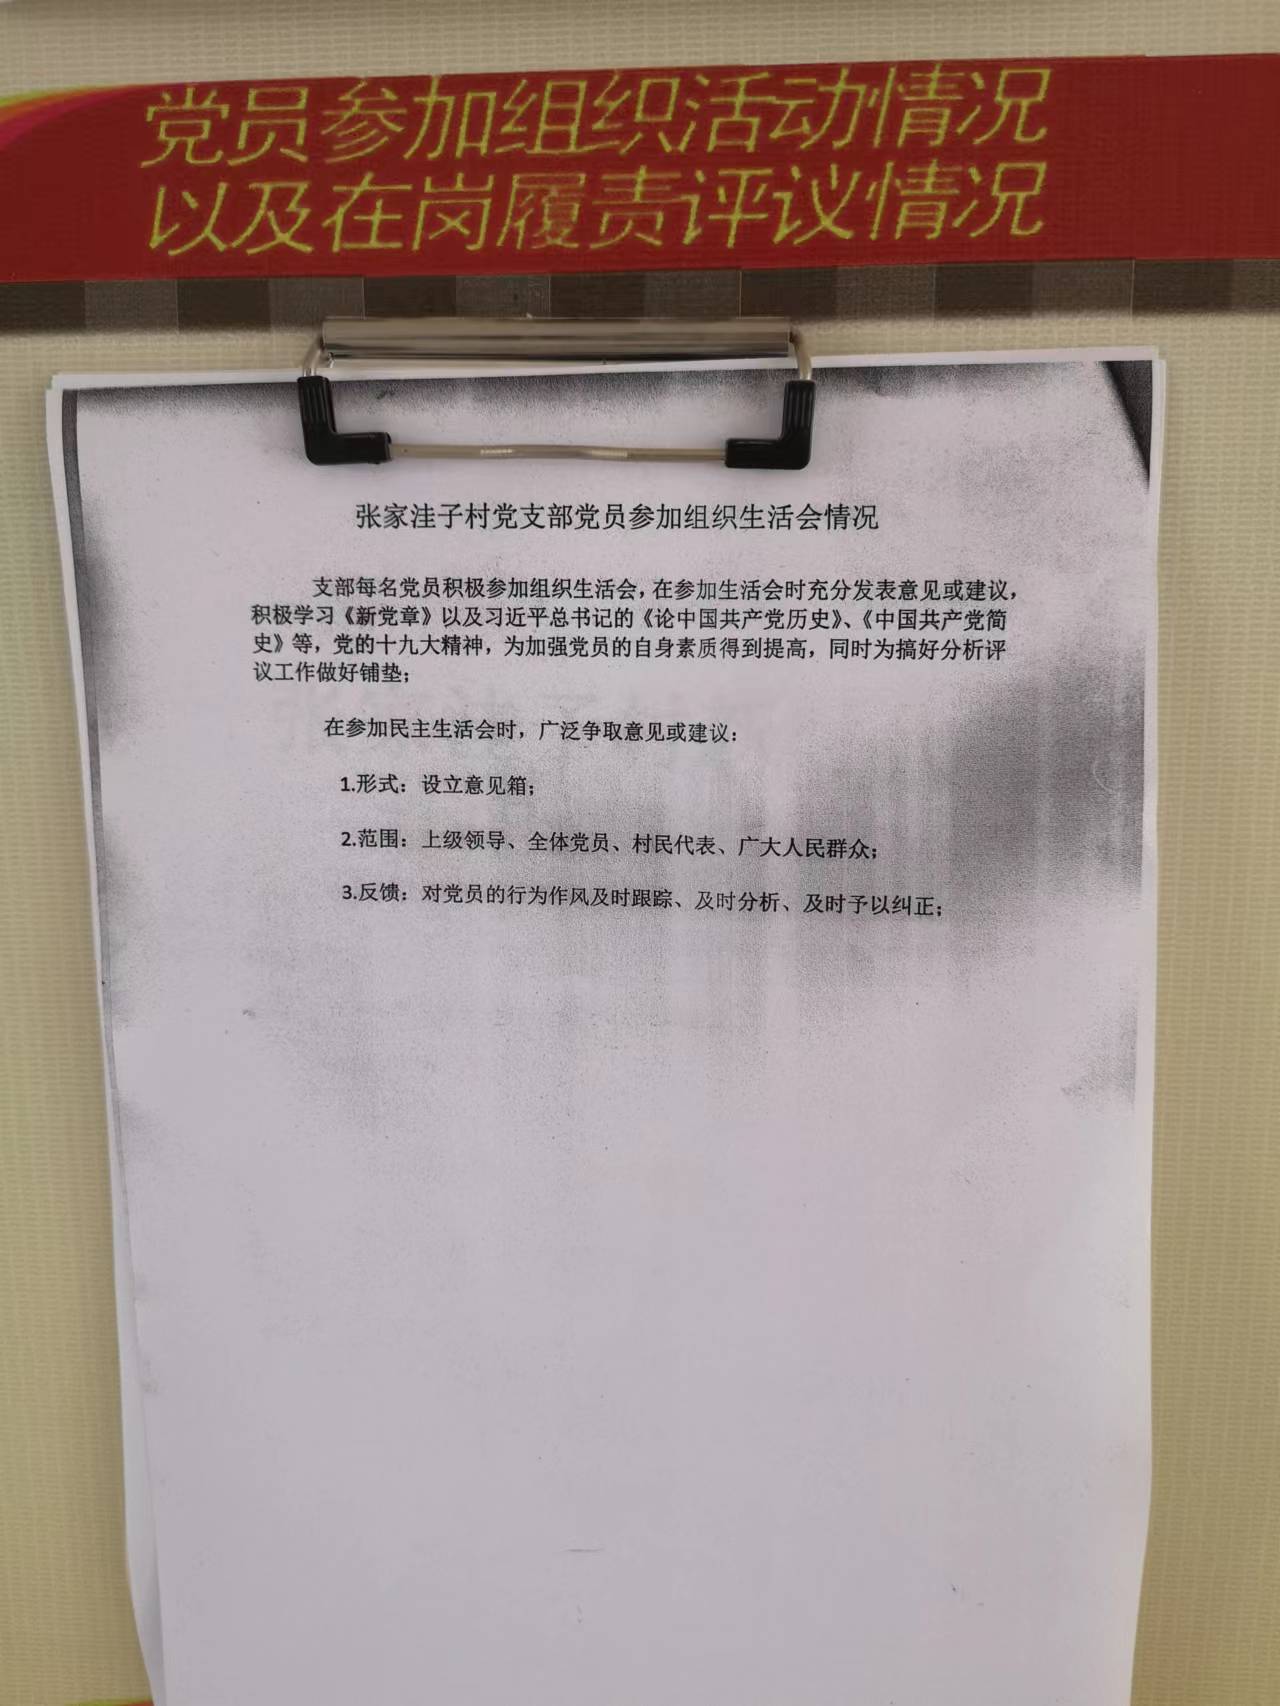 党员参加组织活动情况
以及在岗履责评议情况
张家洼子村党支部党员参加组织生活会情况
支部每名党员积极参加组织生活会，在参加生活会时充分发表意见或建议，
积极学习《新党章》以及习近平总书记的《论中国共产党历史》、《中国共产党简
史》等，党的十九大精神，为加强党员的自身素质得到提高，同时为搞好分析评
议工作做好铺垫；
在参加民主生活会时，广泛争取意见或建议：
1.形式：设立意见箱；
2.范围：上级领导、全体党员、村民代表、广大人民群众；
3.反馈：对党员的行为作风及时跟踪、及时分析、及时予以纠正；